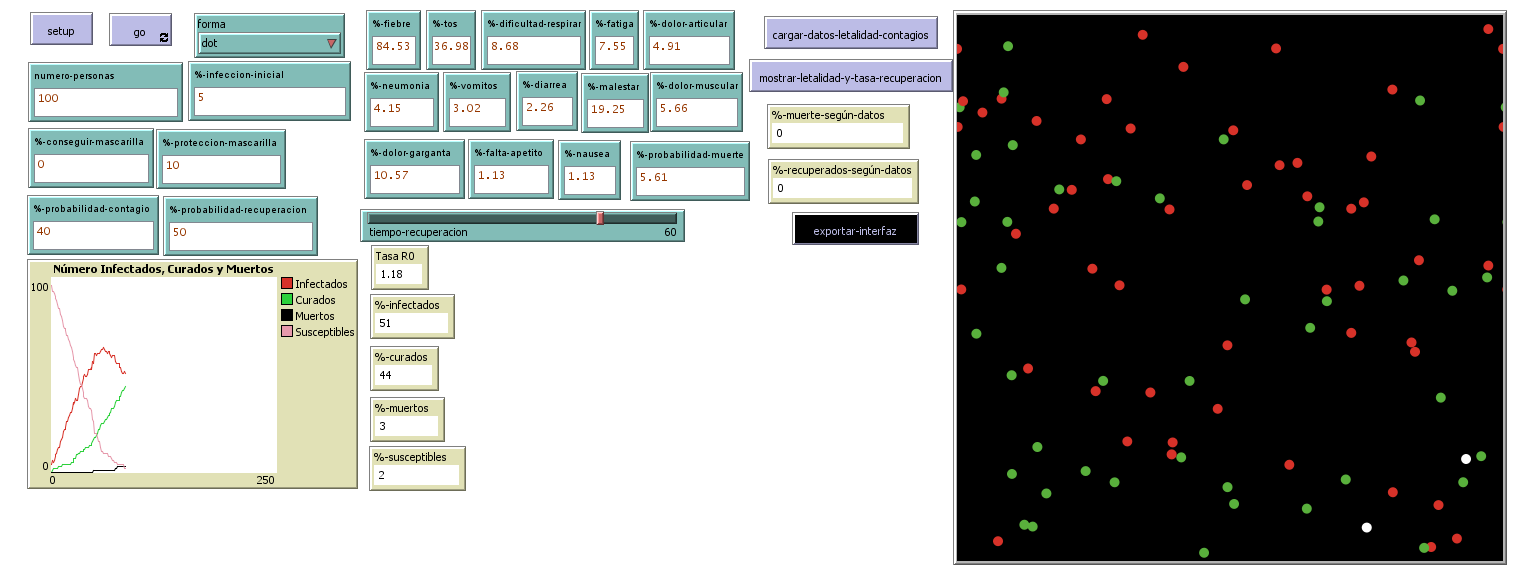 setup
go
forma
dot
numero-personas
100
%-infeccion-inicial
5
%-conseguir-mascarilla
0
%-proteccion-mascarilla
10
%-probabilidad-contagio
40
%-probabilidad-recuperacion
50
%-fiebre
84.53
%-tos
36.98
%-dificultad-respirar
8.68
%-fatiga
7.55
%-dolor-articular
4.91
%-neumonia
4.15
%-vomitos
3.02
%-diarrea
2.26
%-malestar
19.25
%-dolor-muscular
5.66
%-dolor-garganta
10.57
%-falta-apetito
1.13
%-nausea
1.13
%-probabilidad-muerte
5.61
tiempo-recuperacion 60
cargar-datos-letalidad-contagios
mostrar-letalidad-y-tasa-recuperacion
%-muerte-según-datos
0
%-recuperados-según-datos
0
exportar-interfaz
Número Infectados, Curados y Muertos
100
0
0 250
Infectados
Curados
Muertos
Susceptibles
Tasa R0
1.18
%-infectados
51
%-curados
44
%-muertos
3
%-susceptibles
2